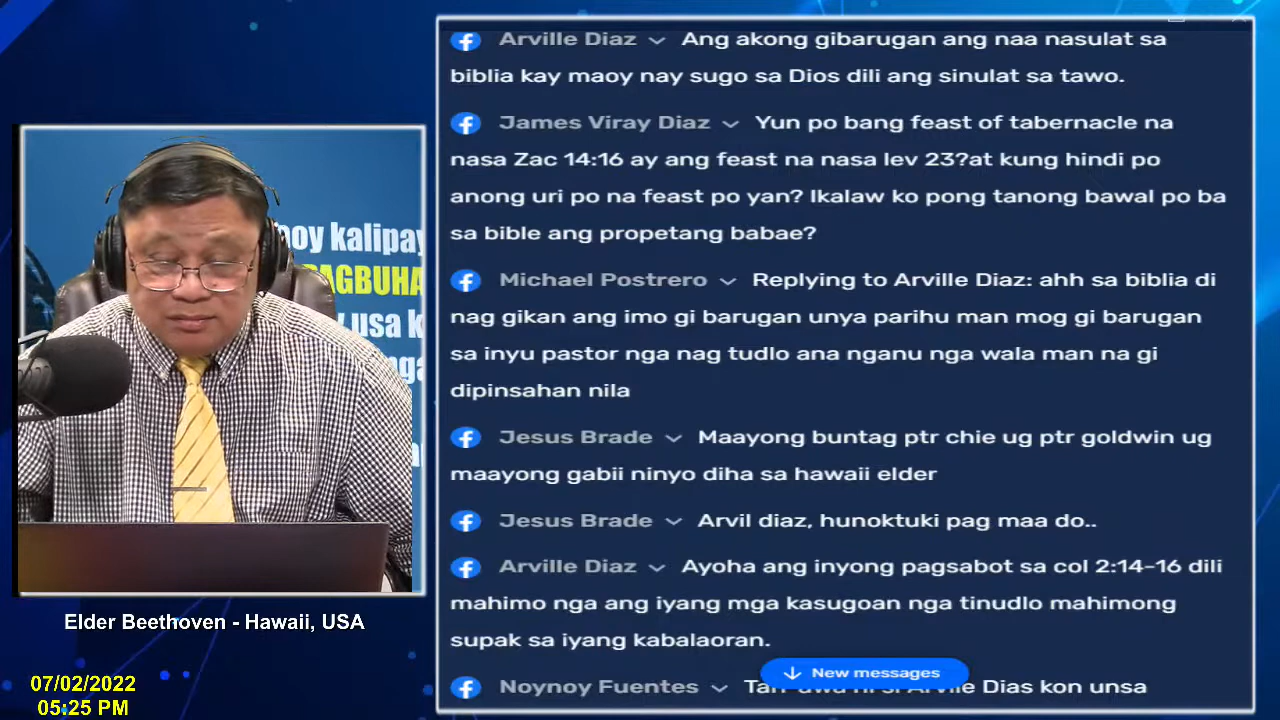 Arville Diaz Ang akong gibarugan ang naa nasulat sa
biblia kay maoy nay sugo sa Dios dili ang sinulat sa tawo.
James Viray Diaz Yun po bang feast of tabernacle na
nasa Zac 14:16 ay ang feast na nasa lev 23?at kung hindi po
anong uri po na feast po yan? Ikalaw ko pong tanong bawal po ba
sa bible ang propetang babae?
Michael Postrero Replying to Arville Diaz: ahh sa biblia di
nag gikan ang imo gi barugan unya parihu man mog gi barugan
sa inyu pastor nga nag tudlo ana nganu nga wala man na gi
dipinsahan nila
Jesus Brade Maayong buntag ptr chie ug ptr goldwin ug
maayong gabii ninyo diha sa hawaii elder
Jesus Brade Arvil diaz, hunoktuki pag maa do..
Arville Diaz Ayoha ang inyong pagsabot sa col 2:14-16 dili
mahimo nga ang iyang mga kasugoan nga tinudlo mahimong
supak sa iyang kabalaoran.
New messages
Noynoy Fuentes Dias kon unsa
kalipay
PAGBUHA
usa k
Elder Beethoven - Hawaii, USA
07/02/2022
05:25 PM